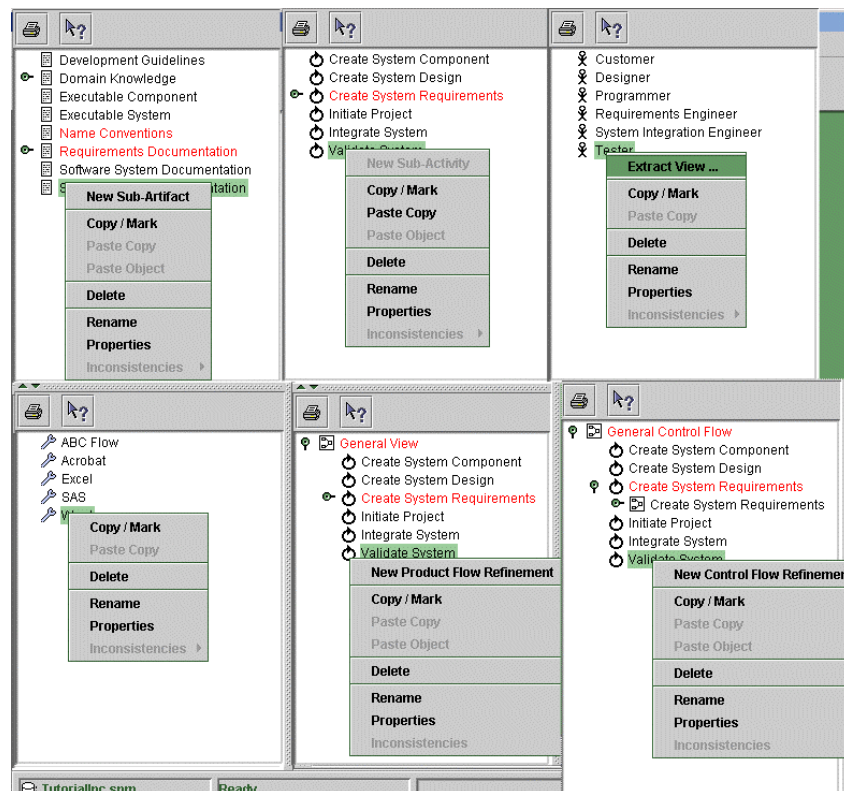 Development Guidelines
Domain Knowledge
Executable Component
Executable System
Name Conventions
Requirements Documentation
Software System Documentation
S tation
New Sub-Artifact
Copy / Mark
Paste Copy
Paste Object
Delete
Rename
Properties
Inconsistencies
Create System Component
Create System Design
Create System Requirements
Initiate Project
Integrate System
Validate System
New Sub-Activity
Copy / Mark
Paste Copy
Paste Object
Delete
Rename
Properties
Inconsistencies
Customer
Designer
Programmer
Requirements Engineer
System Integration Engineer
Tester
Extract View ...
Copy / Mark
Paste Copy
Delete
Rename
Properties
Inconsistencies
ABC Flow
Acrobat
Excel
SAS
Copy / Mark
Paste Copy
Delete
Rename
Properties
Inconsistencies
General View
Create System Component
Create System Design
Create System Requirements
Initiate Project
Integrate System
Validate System
New Product Flow Refinement
Copy / Mark
Paste Copy
Paste Object
Delete
Rename
Properties
Inconsistencies
General Control Flow
Create System Component
Create System Design
Create System Requirements
Create System Requirements
Initiate Project
Integrate System
Validate System
New Control Flow Refinemer
Copy / Mark
Paste Copy
Paste Object
Delete
Rename
Properties
Inconsistencies
TutorialInc.spm
Ready